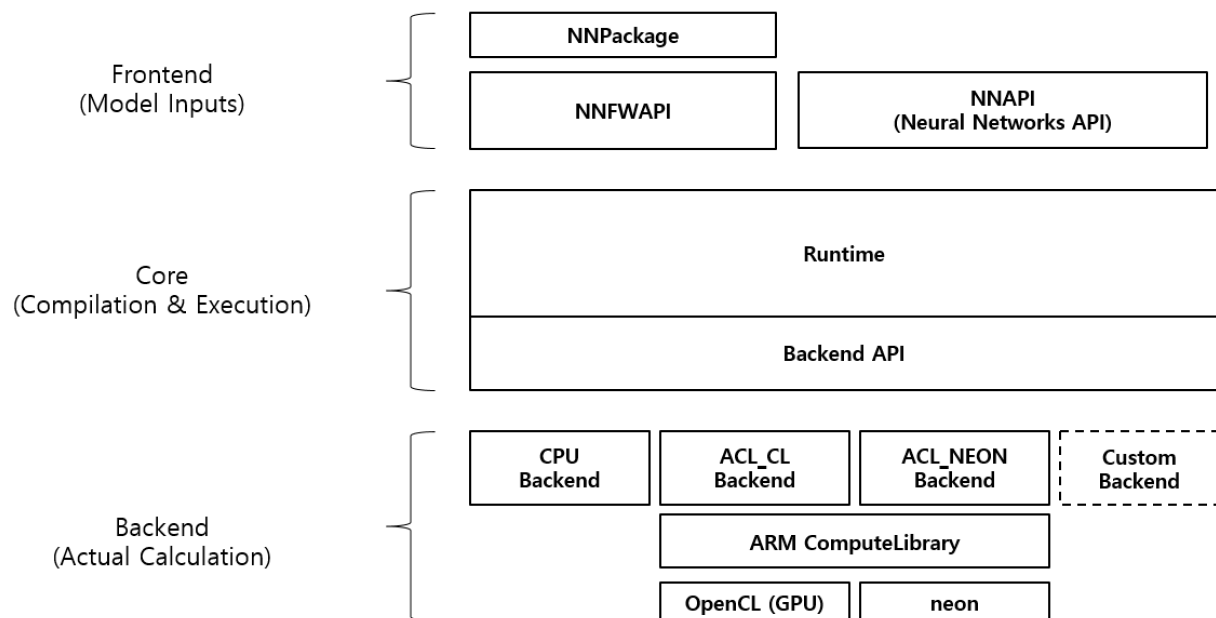 NNPackage
Frontend
(Model Inputs)
NNFWAPI
NNAPI
(Neural Networks API)
Core
(Compilation & Execution)
Runtime
Backend API
Backend
(Actual Calculation)
CPU
Backend
ACL_CL
Backend
ACL_NEON
Backend
Custom
Backend
ARM ComputeLibrary
OpenCL (GPU)
neon